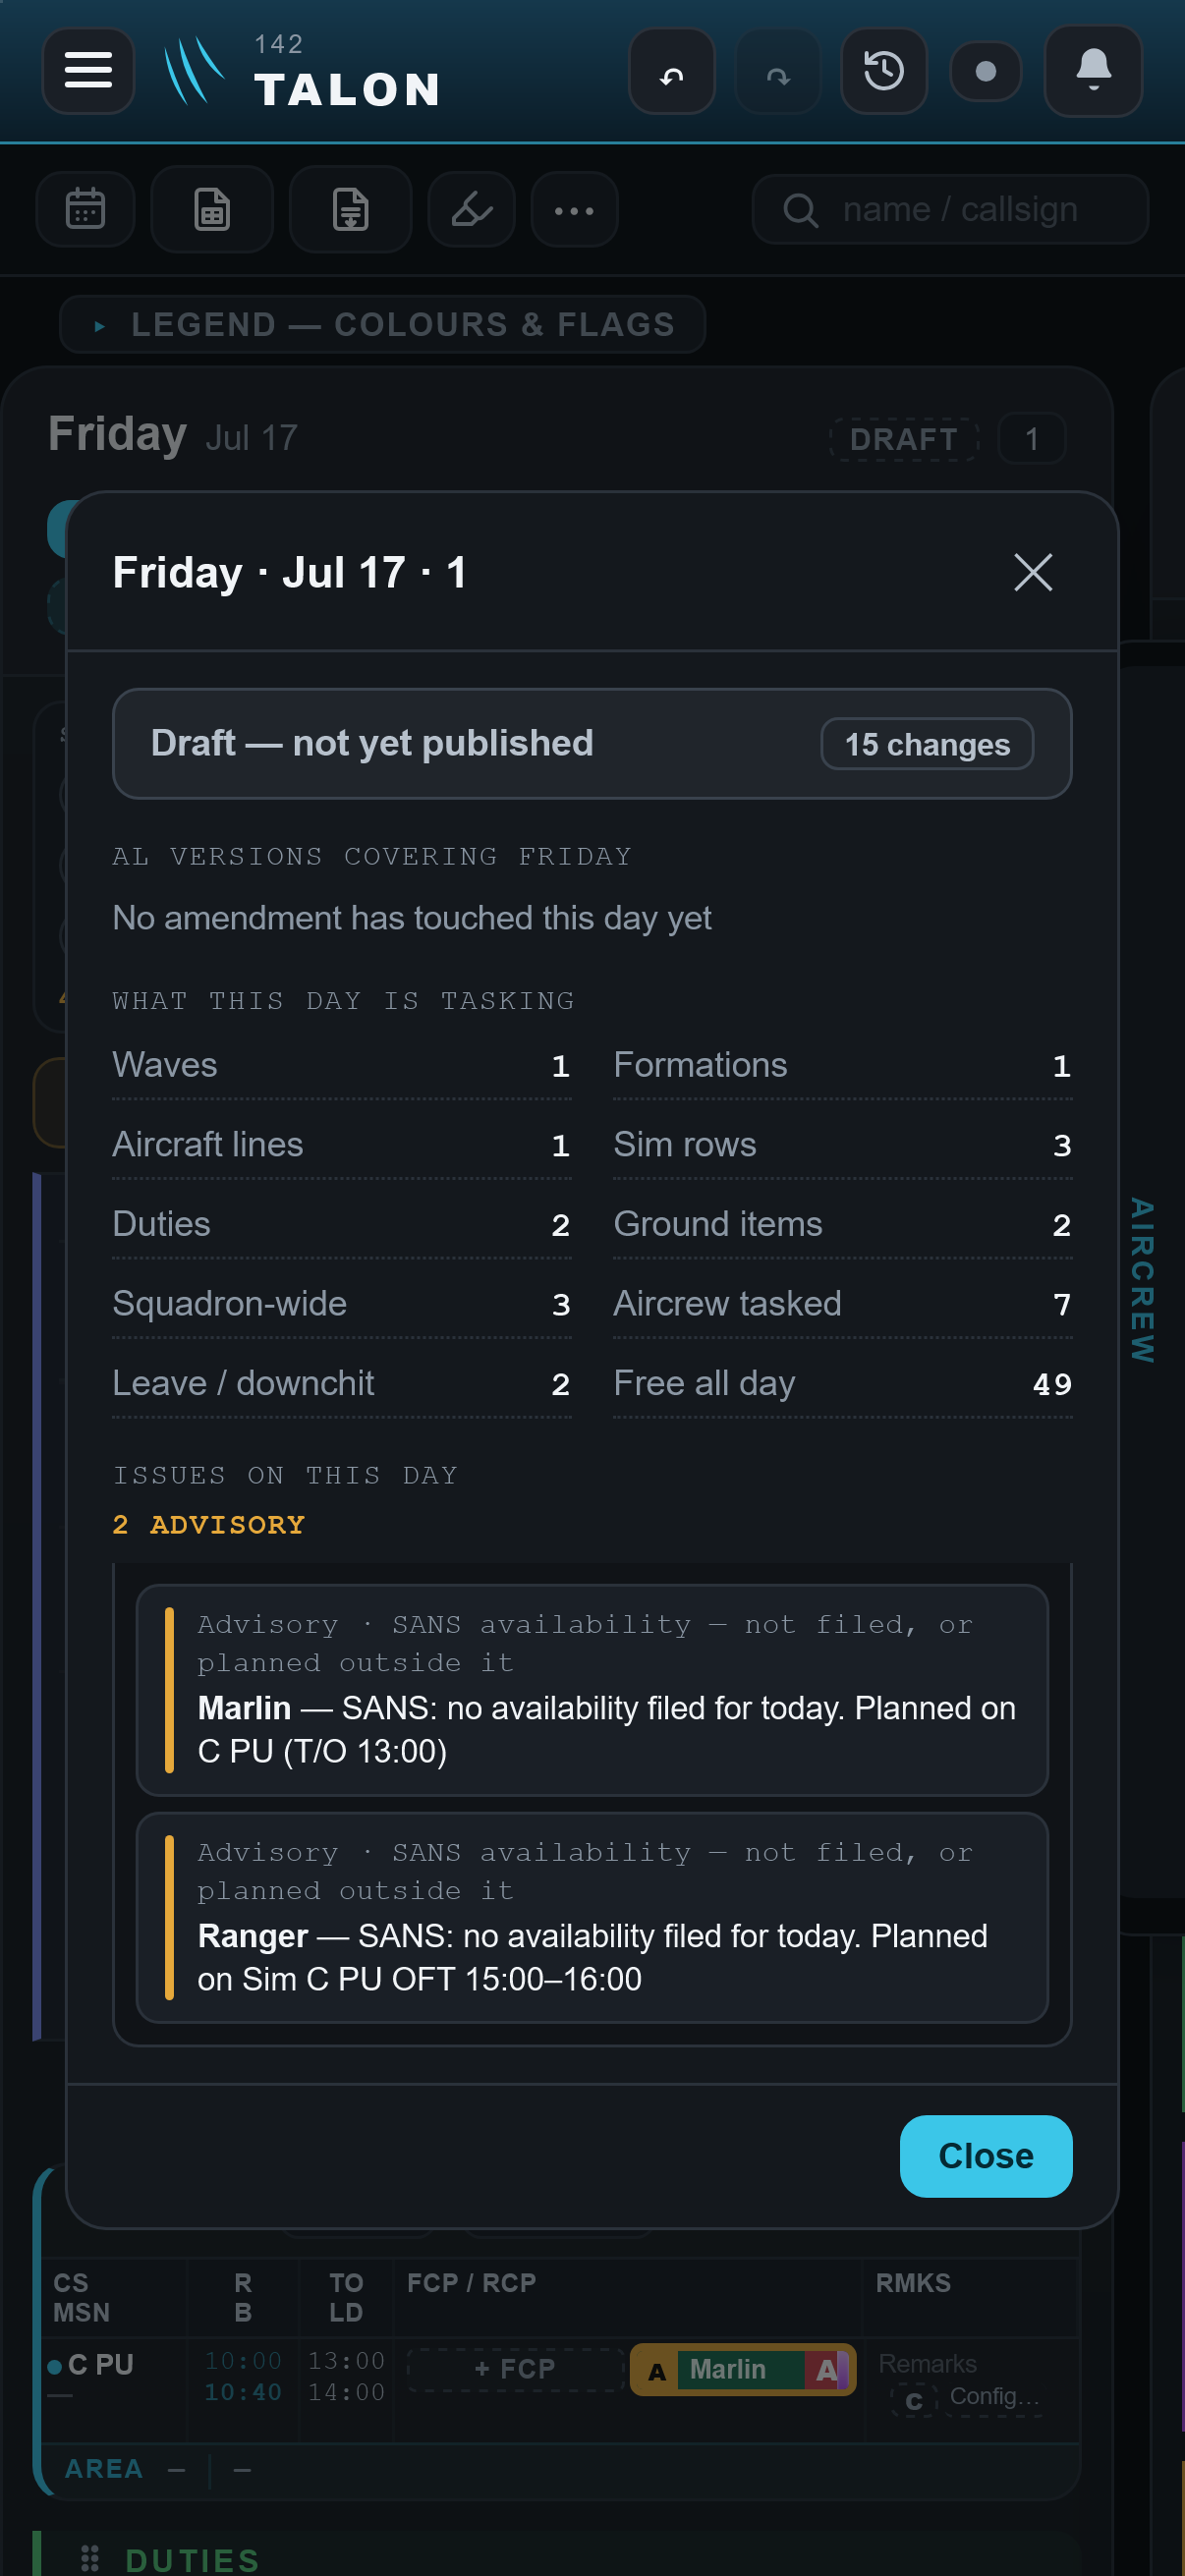 142
TALON
name / callsign
LEGEND — COLOURS & FLAGS
Friday Jul 17
DRAFT 1
Friday · Jul 17 · 1
Draft — not yet published
15 changes
AL VERSIONS COVERING FRIDAY
No amendment has touched this day yet
WHAT THIS DAY IS TASKING
Waves 1
Formations 1
Aircraft lines 1
Sim rows 3
Duties 2
Ground items 2
Squadron-wide 3
Aircrew tasked 7
Leave / downchit 2
Free all day 49
AIRCREW
ISSUES ON THIS DAY
2 ADVISORY
Advisory · SANS availability — not filed, or
planned outside it
Marlin — SANS: no availability filed for today. Planned on
C PU (T/O 13:00)
Advisory · SANS availability — not filed, or
planned outside it
Ranger — SANS: no availability filed for today. Planned
on Sim C PU OFT 15:00–16:00
Close
CS R TO FCP / RCP RMKS
MSN B LD
C PU 10:00 13:00 + FCP A Marlin A Remarks
— 10:40 14:00 C Config...
AREA — —
DUTIES